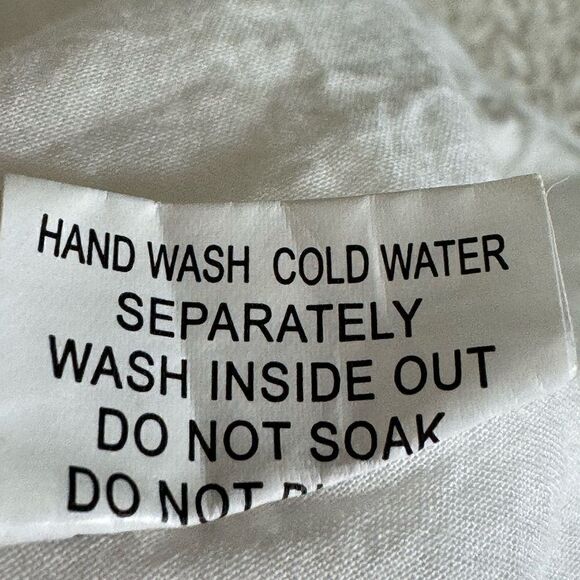 HAND WASH COLD WATER
SEPARATELY
WASH INSIDE OUT
DO NOT SOAK
DO NOT